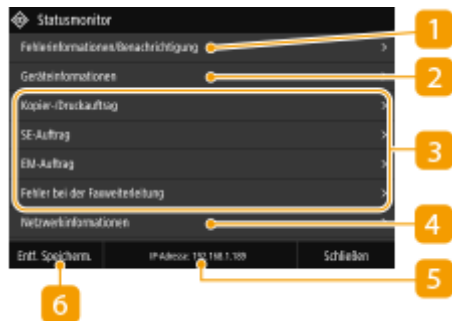 Statusmonitor
1
Fehlerinformationen/Benachrichtigung
Geräteinformationen
2
Kopier-/Druckauftrag
SE-Auftrag
3
EM-Auftrag
Fehler bei der Faxweiterleitung
Netzwerkinformationen
4
Entf. Speicherm.
IP-Adresse: 192.168.1.189
Schließen
5
6